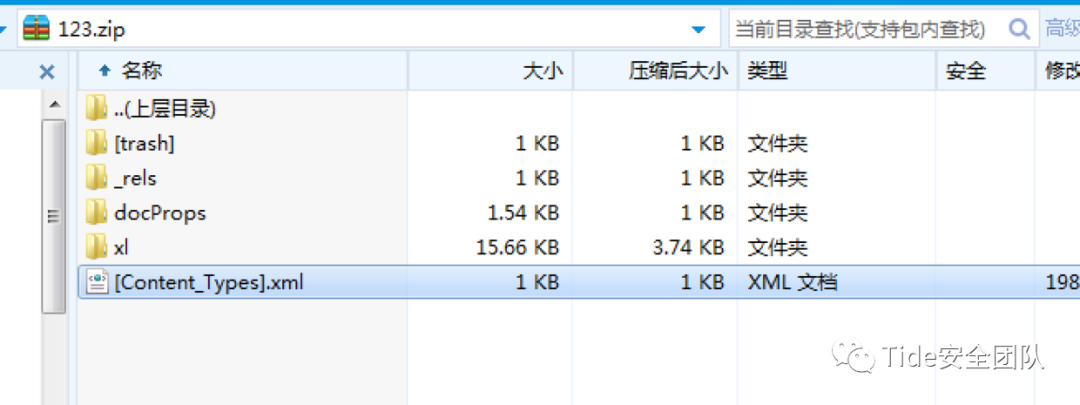 123.zip 当前目录查找(支持包内查找) 高级
名称 大小 压缩后大小 类型 安全 修改
..(上层目录)
[trash] 1 KB 1 KB 文件夹
_rels 1 KB 1 KB 文件夹
docProps 1.54 KB 1 KB 文件夹
xl 15.66 KB 3.74 KB 文件夹
[Content_Types].xml 1 KB 1 KB XML 文档 198
Tide安全团队